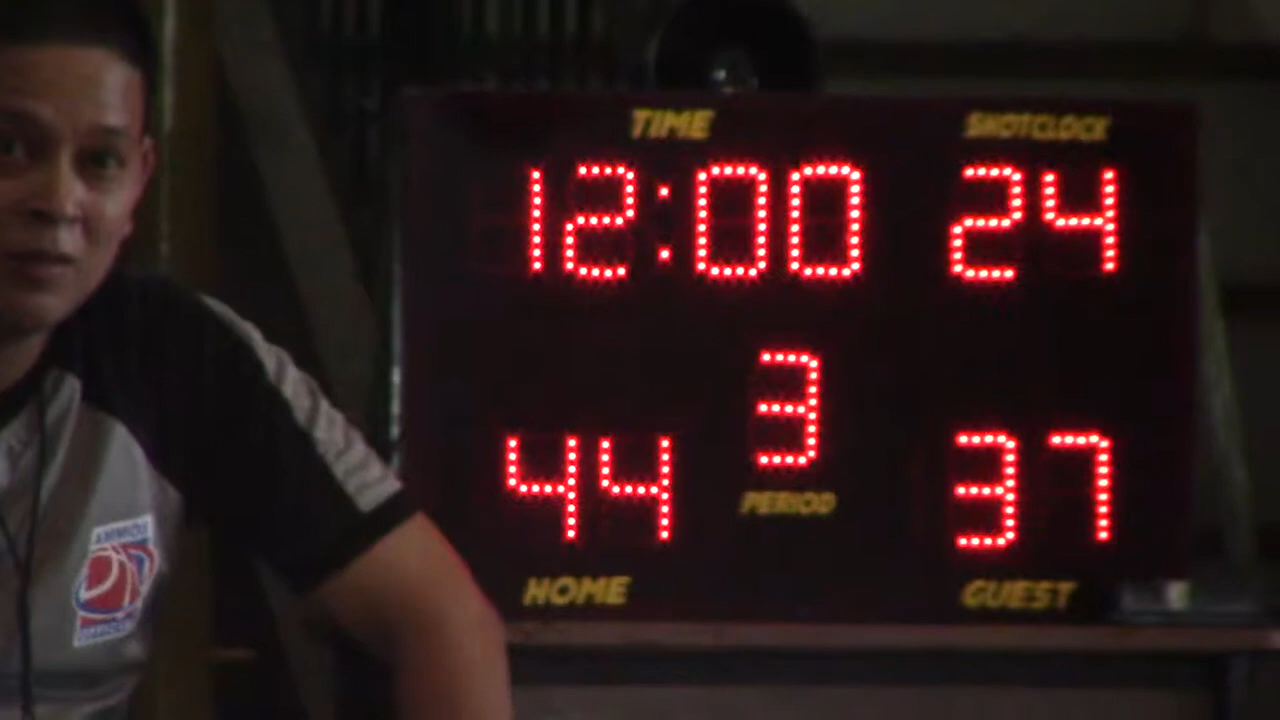 TIME SHOTCLOCK
12:00 24
3
44 37
PERIOD
HOME GUEST